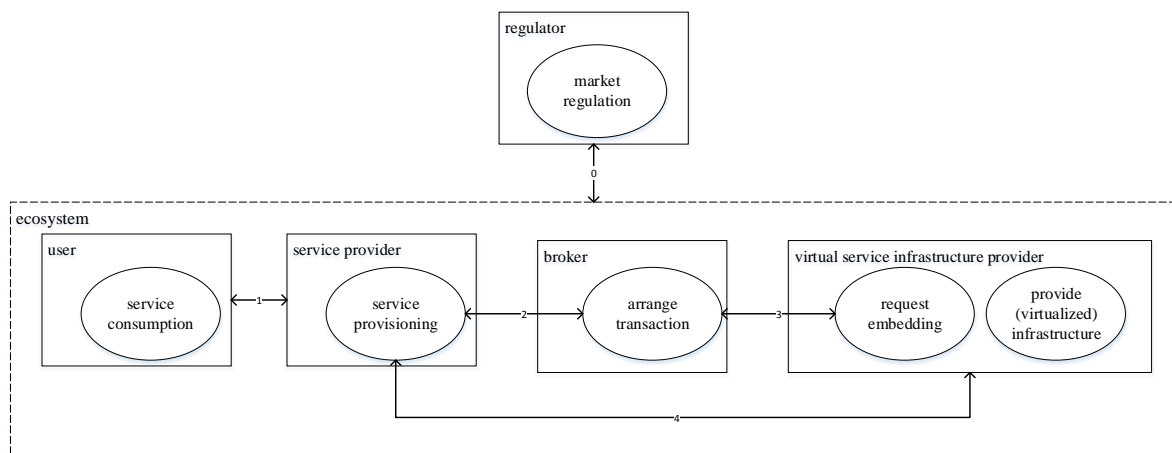 regulator
market
regulation
0
ecosystem
user
service
consumption
1
service provider
service
provisioning
2
broker
arrange
transaction
3
virtual service infrastructure provider
request
embedding
provide
(virtualized)
infrastructure
4